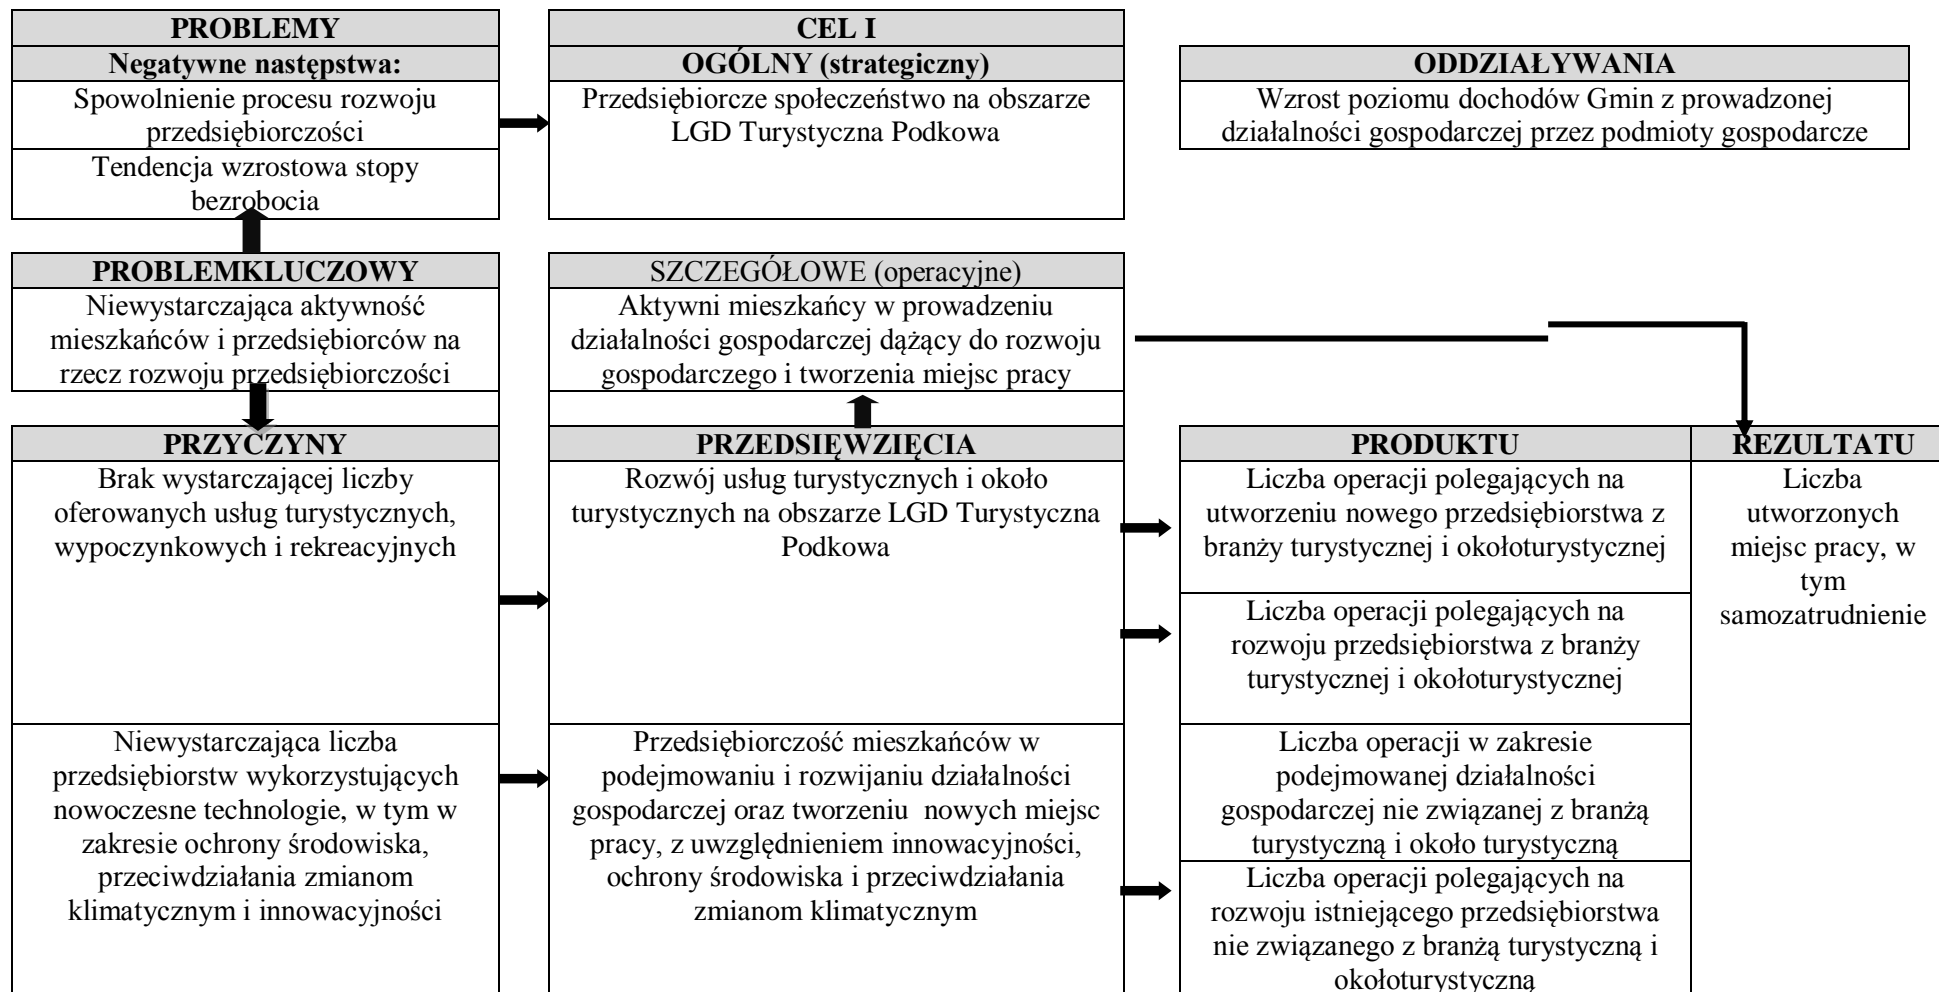 PROBLEMY
Negatywne następstwa:
Spowolnienie procesu rozwoju
przedsiębiorczości
Tendencja wzrostowa stopy
bezrobocia
CEL I
OGÓLNY (strategiczny)
Przedsiębiorcze społeczeństwo na obszarze
LGD Turystyczna Podkowa
ODDZIAŁYWANIA
Wzrost poziomu dochodów Gmin z prowadzonej
działalności gospodarczej przez podmioty gospodarcze
PROBLEMKLUCZOWY
Niewystarczająca aktywność
mieszkańców i przedsiębiorców na
rzecz rozwoju przedsiębiorczości
SZCZEGÓŁOWE (operacyjne)
Aktywni mieszkańcy w prowadzeniu
działalności gospodarczej dążący do rozwoju
gospodarczego i tworzenia miejsc pracy
PRZYCZYNY
Brak wystarczającej liczby
oferowanych usług turystycznych,
wypoczynkowych i rekreacyjnych
Niewystarczająca liczba
przedsiębiorstw wykorzystujących
nowoczesne technologie, w tym w
zakresie ochrony środowiska,
przeciwdziałania zmianom
klimatycznym i innowacyjności
PRZEDSIĘWZIĘCIA
Rozwój usług turystycznych i około
turystycznych na obszarze LGD Turystyczna
Podkowa
Przedsiębiorczość mieszkańców w
podejmowaniu i rozwijaniu działalności
gospodarczej oraz tworzeniu  nowych miejsc
pracy, z uwzględnieniem innowacyjności,
ochrony środowiska i przeciwdziałania
zmianom klimatycznym
PRODUKTU
Liczba operacji polegających na
utworzeniu nowego przedsiębiorstwa z
branży turystycznej i okołoturystycznej
Liczba operacji polegających na
rozwoju przedsiębiorstwa z branży
turystycznej i okołoturystycznej
Liczba operacji w zakresie
podejmowanej działalności
gospodarczej nie związanej z branżą
turystyczną i około turystyczną
Liczba operacji polegających na
rozwoju istniejącego przedsiębiorstwa
nie związanego z branżą turystyczną i
okołoturystyczną
REZULTATU
Liczba
utworzonych
miejsc pracy, w
tym
samozatrudnienie